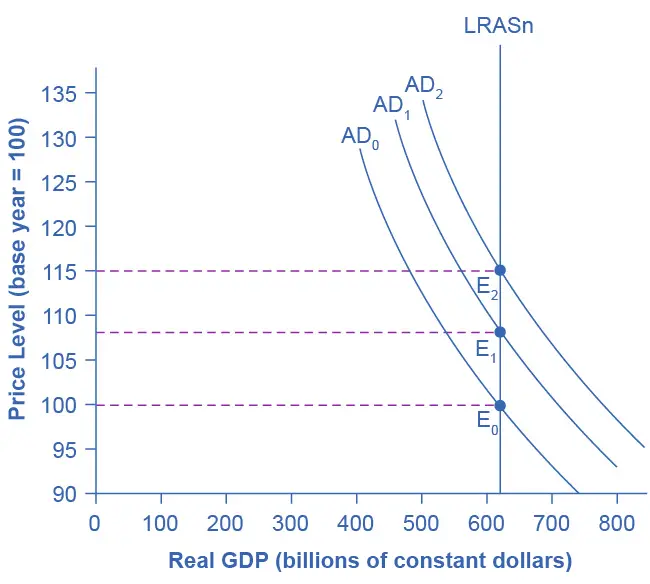 LRASn
AD₂
AD₁
AD₀
Price Level (base year = 100)
135
130
125
120
115
110
105
100
95
90
E₂
E₁
E₀
0 100 200 300 400 500 600 700 800
Real GDP (billions of constant dollars)